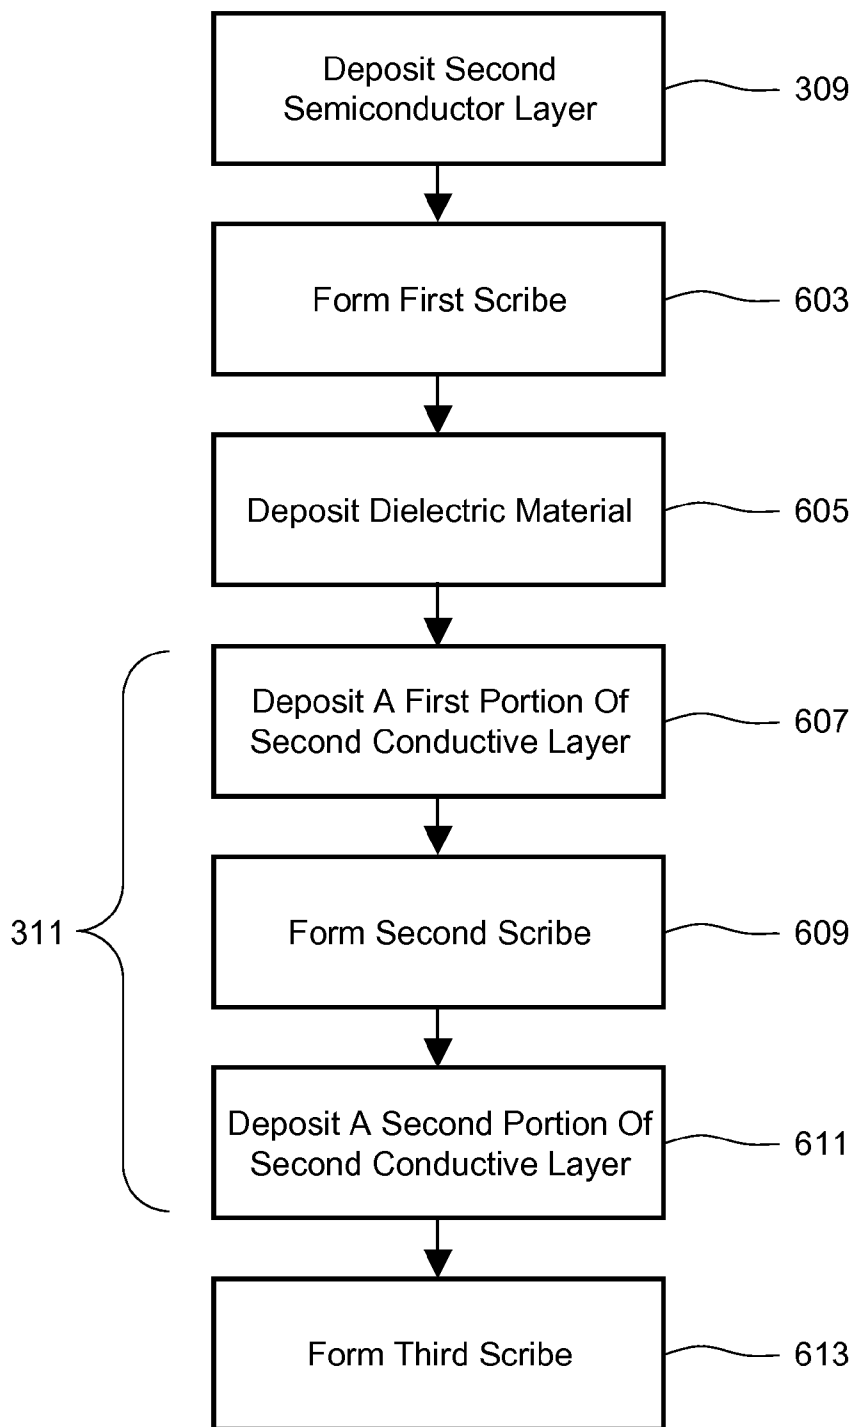 Deposit Second
Semiconductor Layer
309
Form First Scribe
603
Deposit Dielectric Material
605
Deposit A First Portion Of
Second Conductive Layer
607
311
Form Second Scribe
609
Deposit A Second Portion Of
Second Conductive Layer
611
Form Third Scribe
613